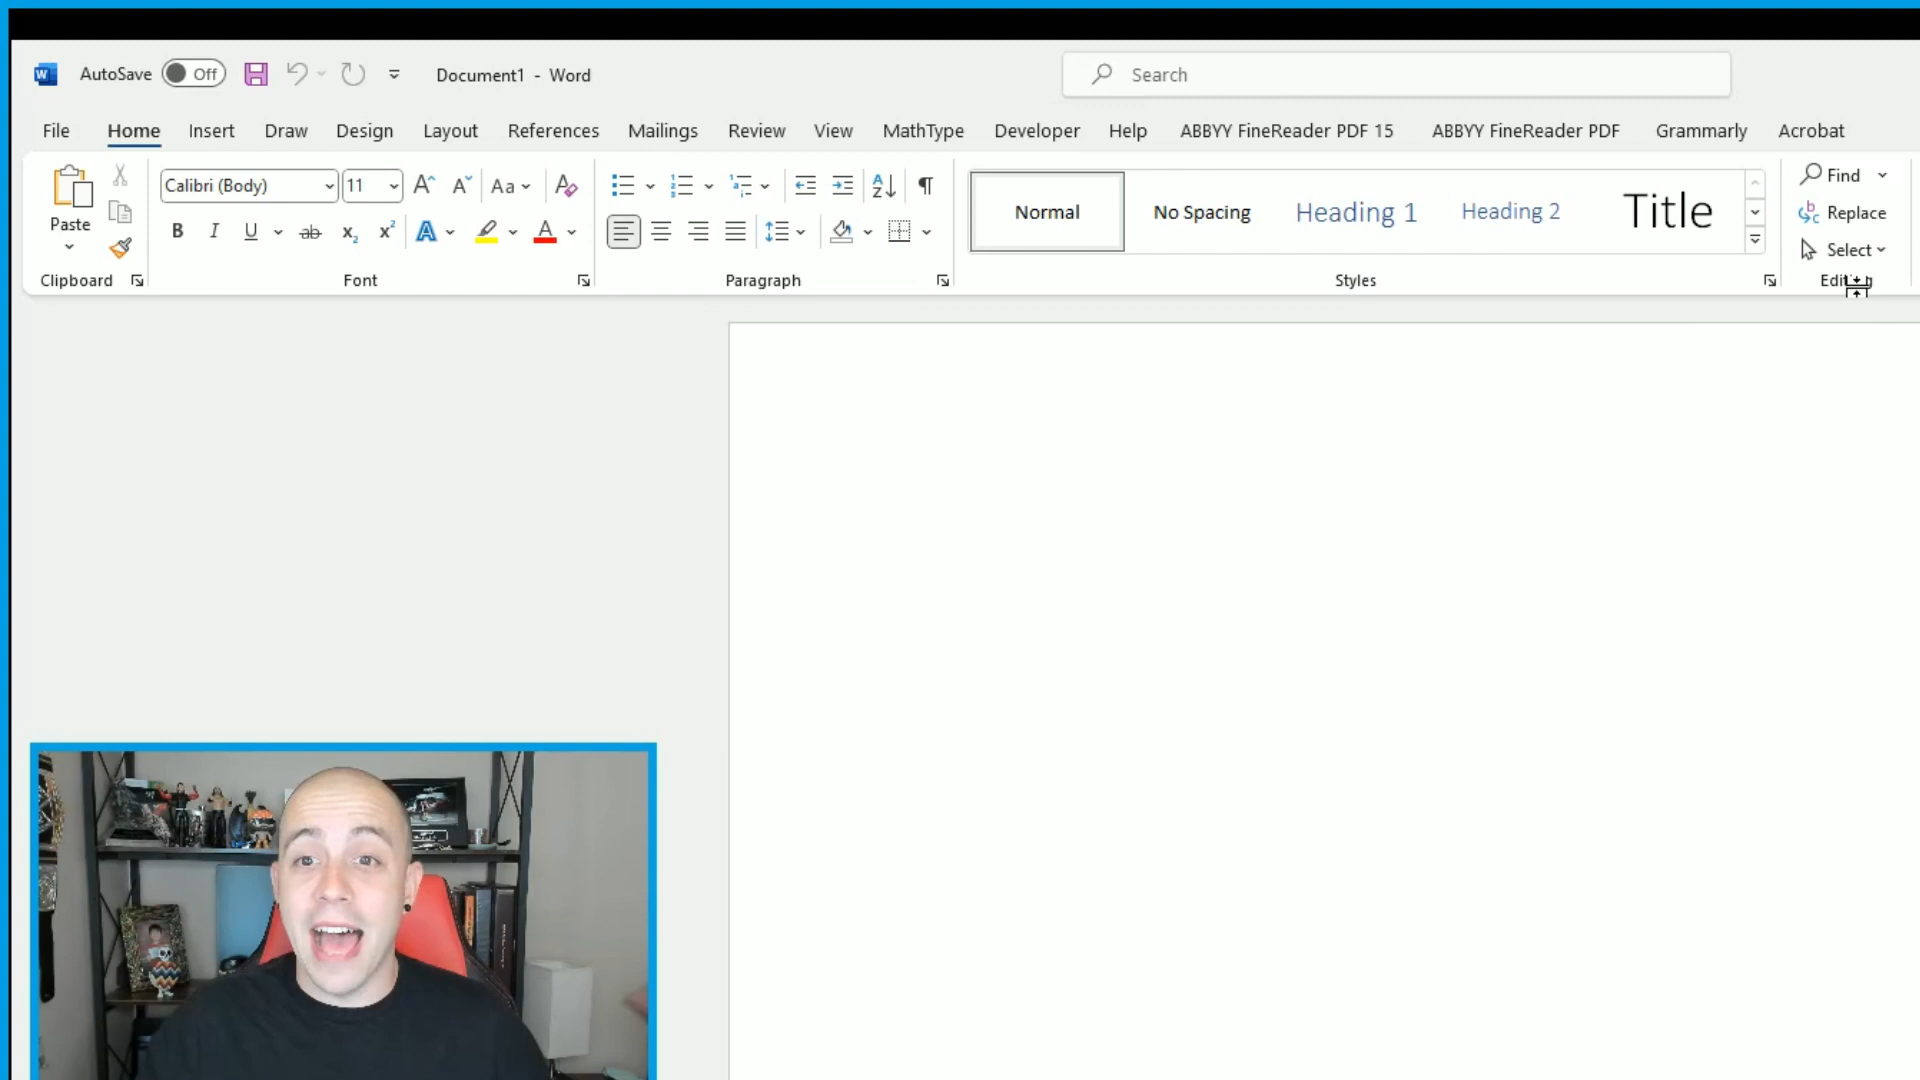 AutoSave Off Document1 - Word Search
File Home Insert Draw Design Layout References Mailings Review View MathType Developer Help ABBYY FineReader PDF 15 ABBYY FineReader PDF Grammarly Acrobat
Paste
Calibri (Body) 11 Aa
Normal No Spacing Heading 1 Heading 2 Title
Find
Replace
Select
Clipboard Font Paragraph Styles